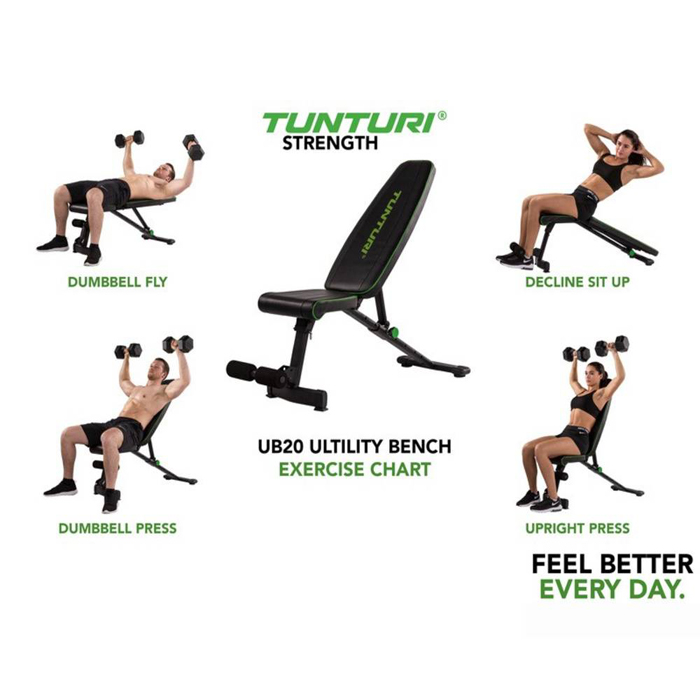 TUNTURI®
STRENGTH
TUNTURI
DUMBBELL FLY
DECLINE SIT UP
UB20 ULTILITY BENCH
EXERCISE CHART
DUMBBELL PRESS
UPRIGHT PRESS
FEEL BETTER
EVERY DAY.